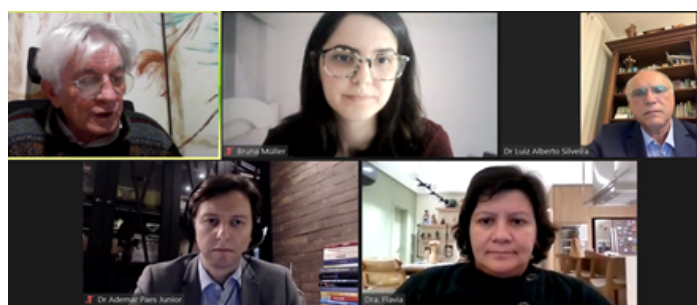 Bruna Müller
Dr Luiz Alberto Silveira
Dr Ademar Paes Junior
Dra. Flavia